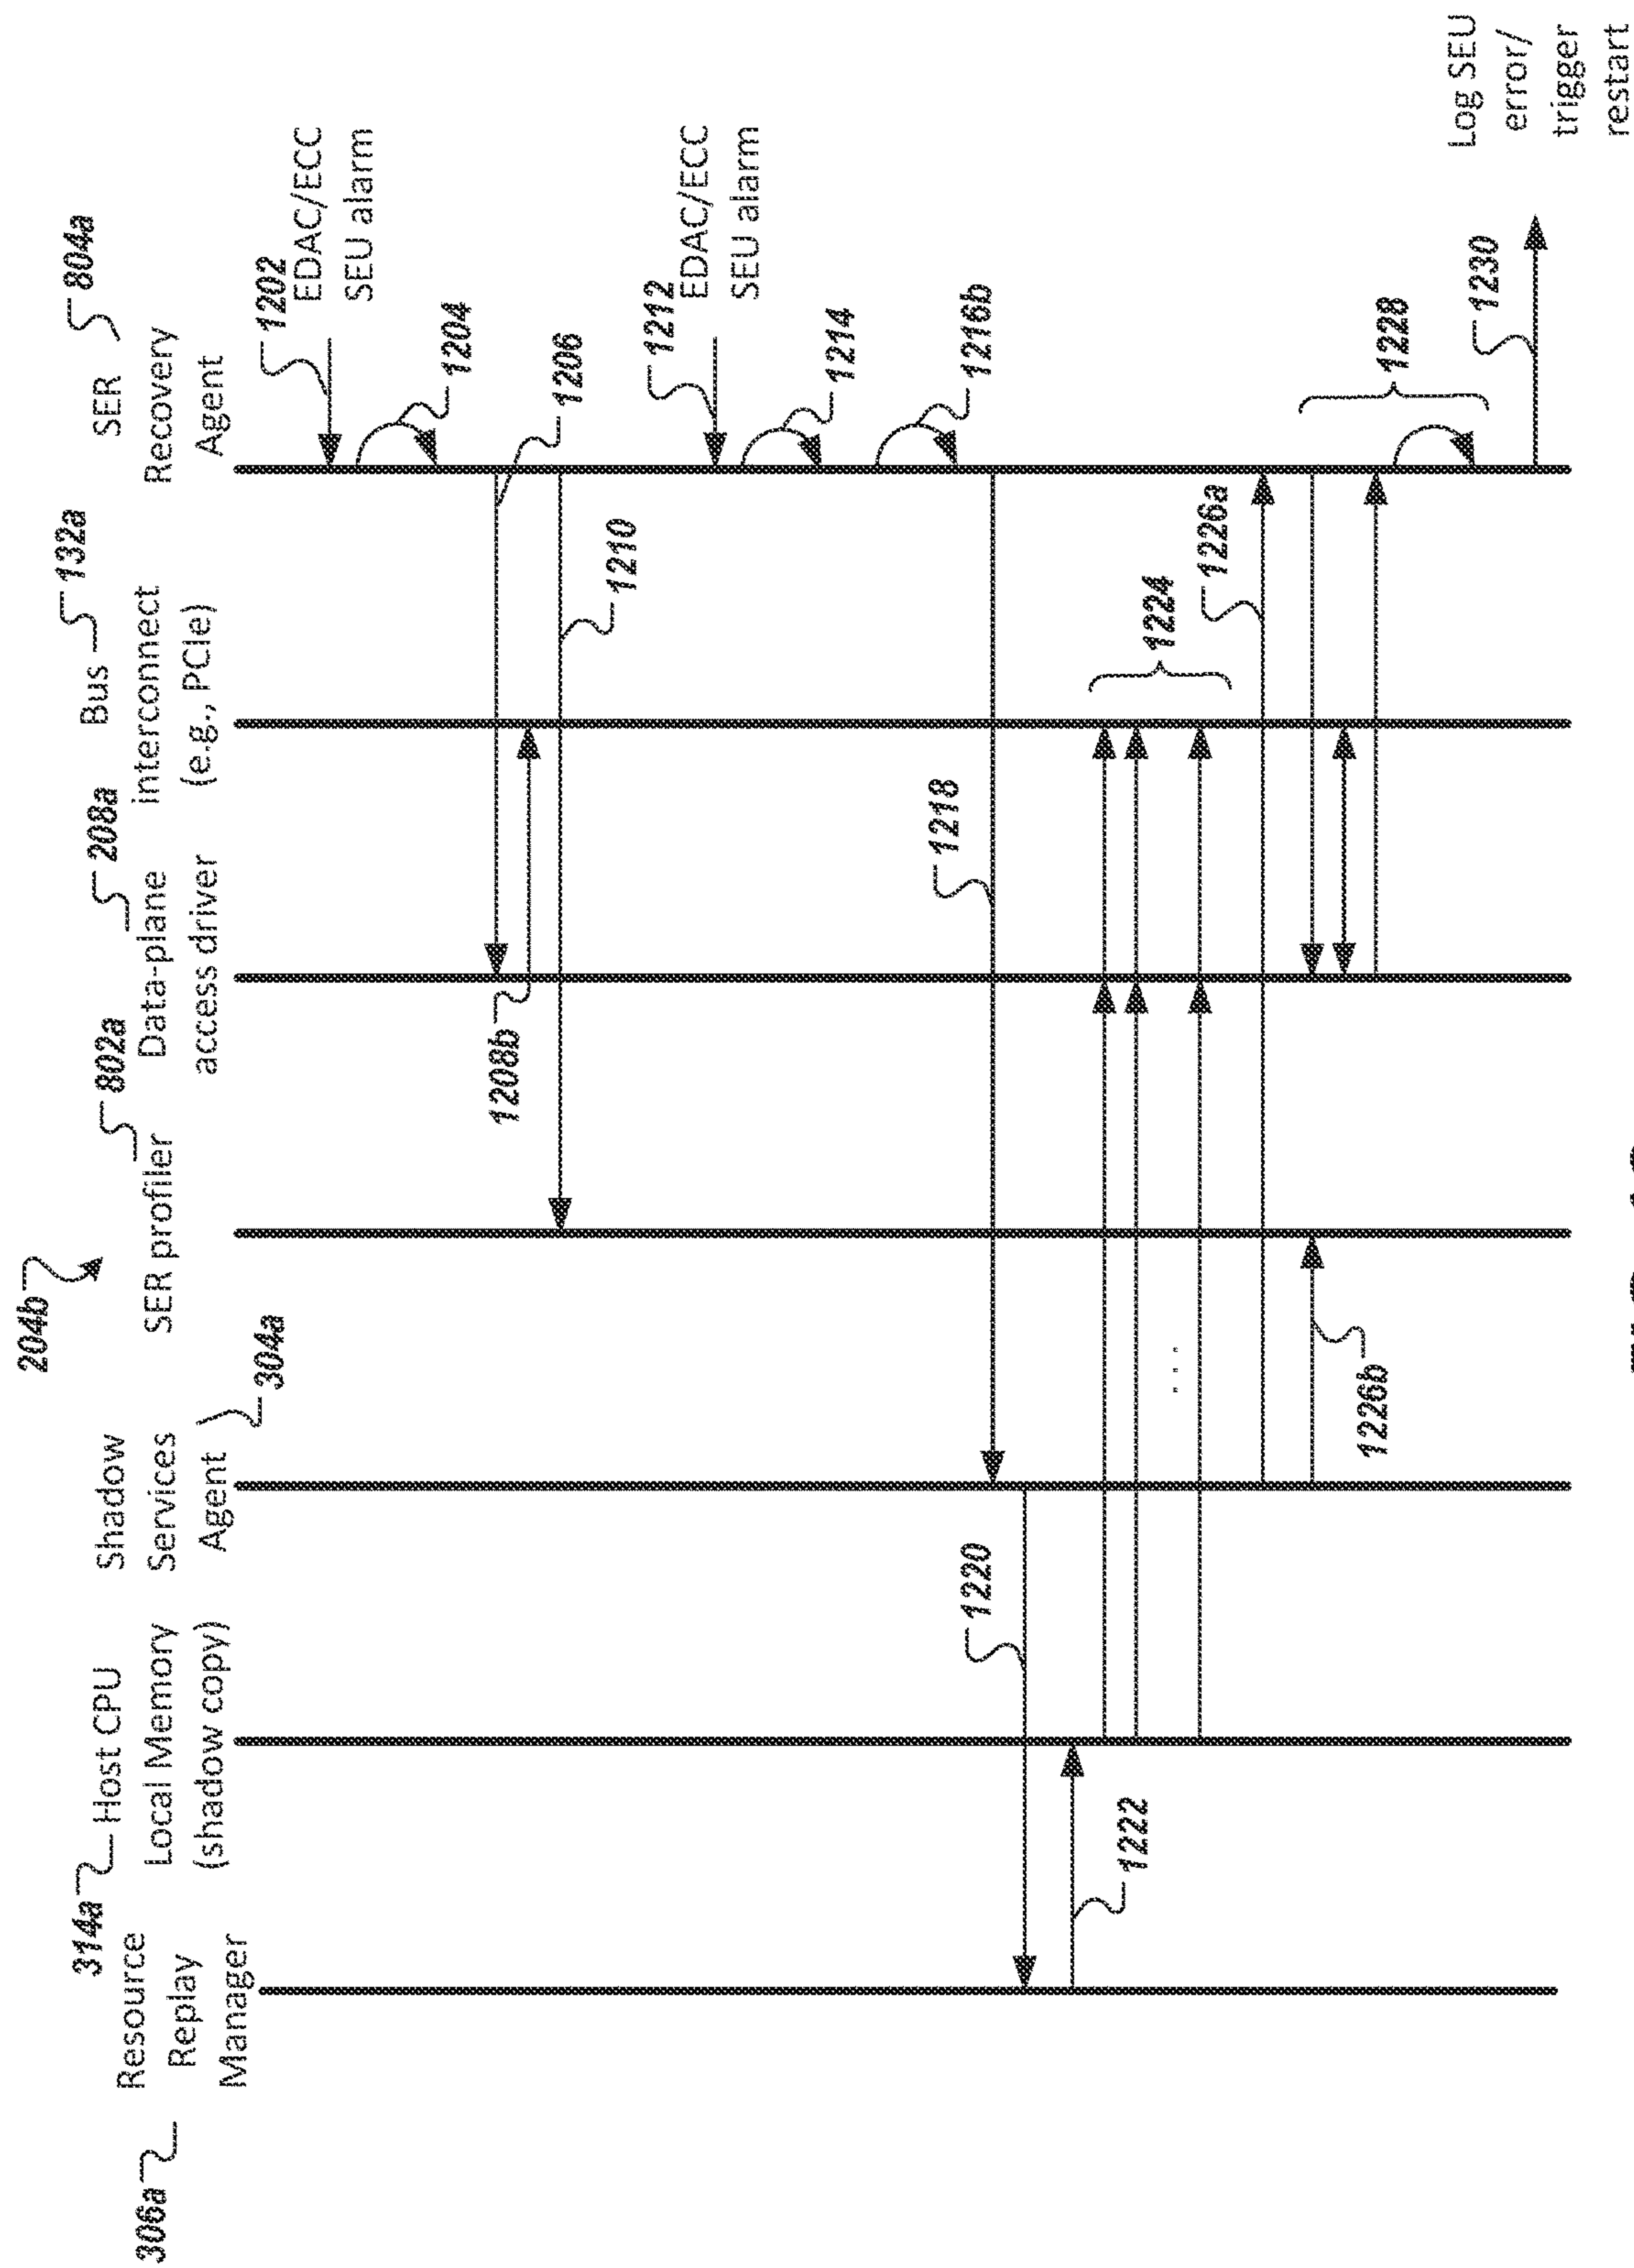 204b
306a
Resource
Replay
Manager
314a
Host CPU
Local Memory
(shadow copy)
Shadow
Services
Agent
304a
SER profiler
802a
Data-plane
access driver
208a
Bus
interconnect
(e.g., PCIe)
132a
SER
Recovery
Agent
804a
1202
EDAC/ECC
SEU alarm
1204
1206
1208b
1210
1212
EDAC/ECC
SEU alarm
1214
1216b
1218
1220
1222
1224
...
1226a
1226b
1228
1230
Log SEU
error/
trigger
restart